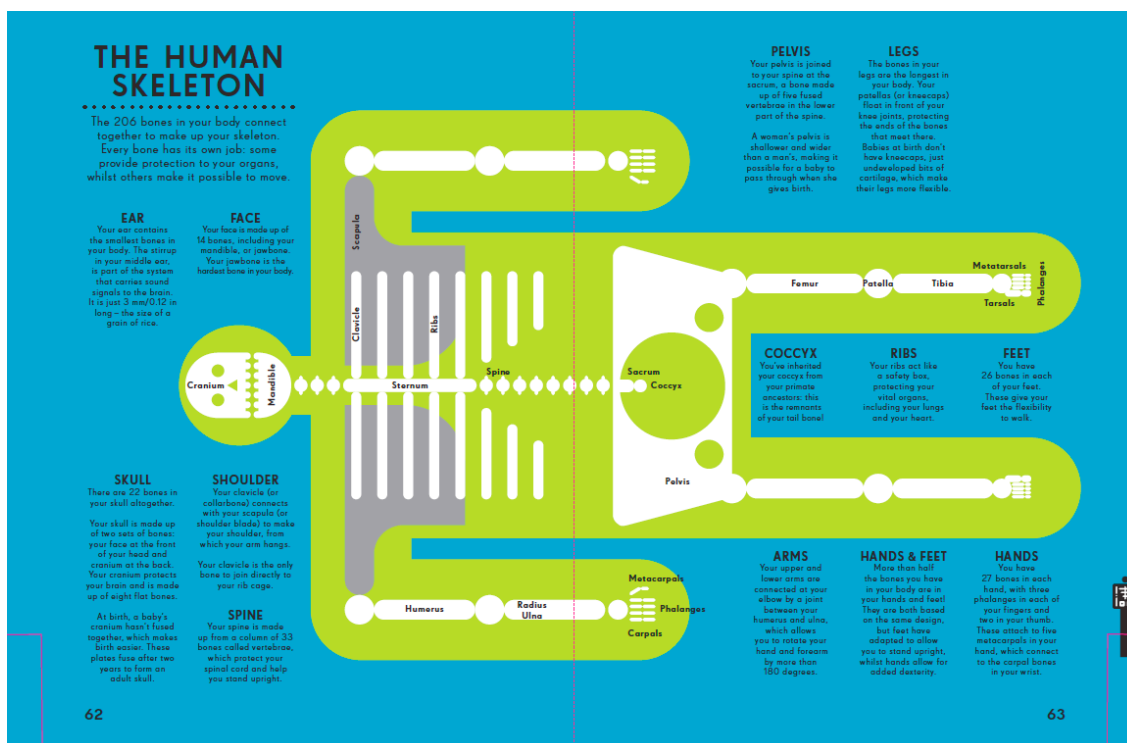 THE HUMAN
SKELETON
The 206 bones in your body connect
together to make up your skeleton.
Every bone has its own job: some
provide protection to your organs,
whilst others make it possible to move.
EAR
Your ear contains
the smallest bones in
your body. The stirrup
in your middle ear,
is part of the system
that carries sound
signals to the brain.
It is just 3 mm/0.12 in
long – the size of a
grain of rice.
FACE
Your face is made up of
14 bones, including your
mandible, or jawbone.
Your jawbone is the
hardest bone in your body.
PELVIS
Your pelvis is joined
to your spine at the
sacrum, a bone made
up of five fused
vertebrae in the lower
part of the spine.
A woman's pelvis is
shallower and wider
than a man's, making it
possible for a baby to
pass through when she
gives birth.
LEGS
The bones in your
legs are the longest in
your body. Your
patellas (or kneecaps)
float in front of your
knee joints, protecting
the ends of the bones
that meet there.
Babies at birth don't
have kneecaps, just
undeveloped bits of
cartilage, which make
their legs more flexible.
Scapula
Clavicle
Ribs
Cranium
Mandible
Sternum
Spine
Sacrum
Coccyx
Pelvis
Femur
Patella
Tibia
Metatarsals
Tarsals
Phalanges
COCCYX
You've inherited
your coccyx from
your primate
ancestors: this
is the remnants
of your tail bone!
RIBS
Your ribs act like
a safety box,
protecting your
vital organs,
including your lungs
and your heart.
FEET
You have
26 bones in each
of your feet.
These give your
feet the flexibility
to walk.
SKULL
There are 22 bones in
your skull altogether.
Your skull is made up
of two sets of bones:
your face at the front
of your head and
cranium at the back.
Your cranium protects
your brain and is made
up of eight flat bones.
At birth, a baby's
cranium hasn't fused
together, which makes
birth easier. These
plates fuse after two
years to form an
adult skull.
SHOULDER
Your clavicle (or
collarbone) connects
with your scapula (or
shoulder blade) to make
your shoulder, from
which your arm hangs.
Your clavicle is the only
bone to join directly to
your rib cage.
SPINE
Your spine is made
up from a column of 33
bones called vertebrae,
which protect your
spinal cord and help
you stand upright.
Humerus
Radius
Ulna
Metacarpals
Phalanges
Carpals
ARMS
Your upper and
lower arms are
connected at your
elbow by a joint
between your
humerus and ulna,
which allows
you to rotate your
hand and forearm
by more than
180 degrees.
HANDS & FEET
More than half
the bones you have
in your body are in
your hands and feet!
They are both based
on the same design,
but feet have
adapted to allow
you to stand upright,
whilst hands allow for
added dexterity.
HANDS
You have
27 bones in each
hand, with three
phalanges in each of
your fingers and
two in your thumb.
These attach to five
metacarpals in your
hand, which connect
to the carpal bones
in your wrist.
62
63